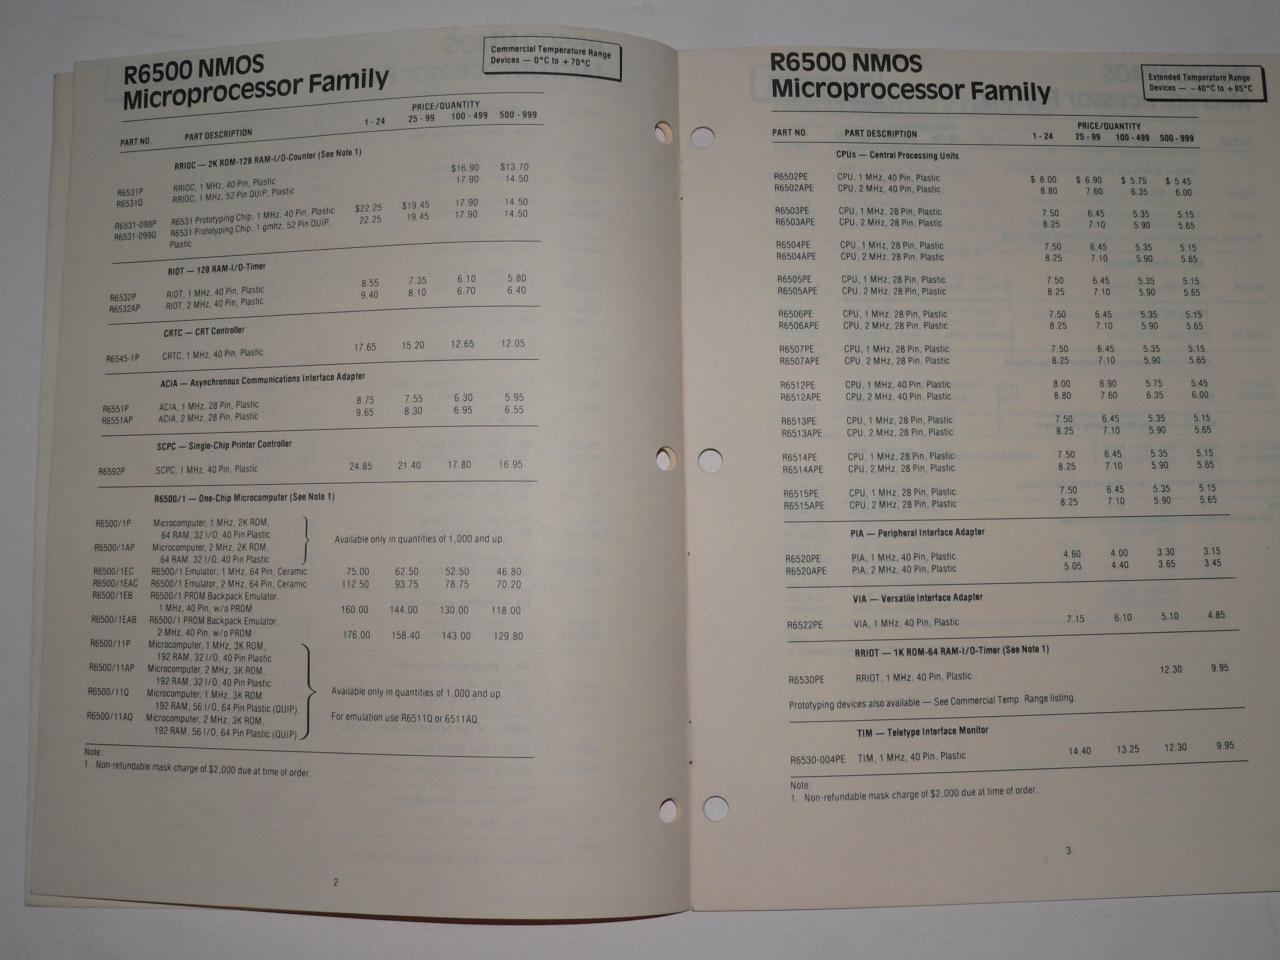 R6500 NMOS
Microprocessor Family
Commercial Temperature Range
Devices — 0°C to +70°C
PRICE/QUANTITY
PART NO. PART DESCRIPTION 1 - 24 25 - 99 100 - 499 500 - 999
RRIOC — 2K ROM-128 RAM-I/O-Counter (See Note 1)
R6531P RRIOC, 1 MHz, 40 Pin, Plastic $16.90 $13.70
R6531Q RRIOC, 1 MHz, 52 Pin QUIP, Plastic 17.90 14.50
R6531-098P R6531 Prototyping Chip, 1 MHz, 40 Pin, Plastic $22.25 $19.45 17.90 14.50
R6531-099Q R6531 Prototyping Chip, 1 gmhz, 52 Pin QUIP, 22.25 19.45 17.90 14.50
Plastic
RIOT — 128 RAM-I/O-Timer
R6532P RIOT, 1 MHz, 40 Pin, Plastic 8.55 7.35 6.10 5.80
R6532AP RIOT, 2 MHz, 40 Pin, Plastic 9.40 8.10 6.70 6.40
CRTC — CRT Controller
R6545-1P CRTC, 1 MHz, 40 Pin, Plastic 17.65 15.20 12.65 12.05
ACIA — Asynchronous Communications Interface Adapter
R6551P ACIA, 1 MHz, 28 Pin, Plastic 8.75 7.55 6.30 5.95
R6551AP ACIA, 2 MHz, 28 Pin, Plastic 9.65 8.30 6.95 6.55
SCPC — Single-Chip Printer Controller
R6592P SCPC, 1 MHz, 40 Pin, Plastic 24.85 21.40 17.80 16.95
R6500/1 — One-Chip Microcomputer (See Note 1)
R6500/1P Microcomputer, 1 MHz, 2K ROM,
64 RAM, 32 I/O, 40 Pin Plastic
Available only in quantities of 1,000 and up.
R6500/1AP Microcomputer, 2 MHz, 2K ROM,
64 RAM, 32 I/O, 40 Pin Plastic
R6500/1EC R6500/1 Emulator, 1 MHz, 64 Pin, Ceramic 75.00 62.50 52.50 46.80
R6500/1EAC R6500/1 Emulator, 2 MHz, 64 Pin, Ceramic 112.50 93.75 78.75 70.20
R6500/1EB R6500/1 PROM Backpack Emulator,
1 MHz, 40 Pin, w/o PROM 160.00 144.00 130.00 118.00
R6500/1EAB R6500/1 PROM Backpack Emulator,
2 MHz, 40 Pin, w/o PROM 176.00 158.40 143.00 129.80
R6500/11P Microcomputer, 1 MHz, 3K ROM,
192 RAM, 32 I/O, 40 Pin Plastic
R6500/11AP Microcomputer, 2 MHz, 3K ROM,
192 RAM, 32 I/O, 40 Pin Plastic
R6500/11Q Microcomputer, 1 MHz, 3K ROM, Available only in quantities of 1,000 and up.
192 RAM, 56 I/O, 64 Pin Plastic (QUIP)
R6500/11AQ Microcomputer, 2 MHz, 3K ROM, For emulation use R6511Q or 6511AQ.
192 RAM, 56 I/O, 64 Pin Plastic (QUIP)
Note:
1. Non-refundable mask charge of $2,000 due at time of order.
2
R6500 NMOS
Microprocessor Family
Extended Temperature Range
Devices — -40°C to +85°C
PRICE/QUANTITY
PART NO. PART DESCRIPTION 1 - 24 25 - 99 100 - 499 500 - 999
CPUs — Central Processing Units
R6502PE CPU, 1 MHz, 40 Pin, Plastic $ 8.00 $ 6.90 $ 5.75 $ 5.45
R6502APE CPU, 2 MHz, 40 Pin, Plastic 8.80 7.60 6.35 6.00
R6503PE CPU, 1 MHz, 28 Pin, Plastic 7.50 6.45 5.35 5.15
R6503APE CPU, 2 MHz, 28 Pin, Plastic 8.25 7.10 5.90 5.65
R6504PE CPU, 1 MHz, 28 Pin, Plastic 7.50 6.45 5.35 5.15
R6504APE CPU, 2 MHz, 28 Pin, Plastic 8.25 7.10 5.90 5.65
R6505PE CPU, 1 MHz, 28 Pin, Plastic 7.50 6.45 5.35 5.15
R6505APE CPU, 2 MHz, 28 Pin, Plastic 8.25 7.10 5.90 5.65
R6506PE CPU, 1 MHz, 28 Pin, Plastic 7.50 6.45 5.35 5.15
R6506APE CPU, 2 MHz, 28 Pin, Plastic 8.25 7.10 5.90 5.65
R6507PE CPU, 1 MHz, 28 Pin, Plastic 7.50 6.45 5.35 5.15
R6507APE CPU, 2 MHz, 28 Pin, Plastic 8.25 7.10 5.90 5.65
R6512PE CPU, 1 MHz, 40 Pin, Plastic 8.00 6.90 5.75 5.45
R6512APE CPU, 2 MHz, 40 Pin, Plastic 8.80 7.60 6.35 6.00
R6513PE CPU, 1 MHz, 28 Pin, Plastic 7.50 6.45 5.35 5.15
R6513APE CPU, 2 MHz, 28 Pin, Plastic 8.25 7.10 5.90 5.65
R6514PE CPU, 1 MHz, 28 Pin, Plastic 7.50 6.45 5.35 5.15
R6514APE CPU, 2 MHz, 28 Pin, Plastic 8.25 7.10 5.90 5.65
R6515PE CPU, 1 MHz, 28 Pin, Plastic 7.50 6.45 5.35 5.15
R6515APE CPU, 2 MHz, 28 Pin, Plastic 8.25 7.10 5.90 5.65
PIA — Peripheral Interface Adapter
R6520PE PIA, 1 MHz, 40 Pin, Plastic 4.60 4.00 3.30 3.15
R6520APE PIA, 2 MHz, 40 Pin, Plastic 5.05 4.40 3.65 3.45
VIA — Versatile Interface Adapter
R6522PE VIA, 1 MHz, 40 Pin, Plastic 7.15 6.10 5.10 4.85
RRIOT — 1K ROM-64 RAM-I/O-Timer (See Note 1)
R6530PE RRIOT, 1 MHz, 40 Pin, Plastic 12.30 9.95
Prototyping devices also available — See Commercial Temp. Range listing.
TIM — Teletype Interface Monitor
R6530-004PE TIM, 1 MHz, 40 Pin, Plastic 14.40 13.25 12.30 9.95
Note:
1. Non-refundable mask charge of $2,000 due at time of order.
3